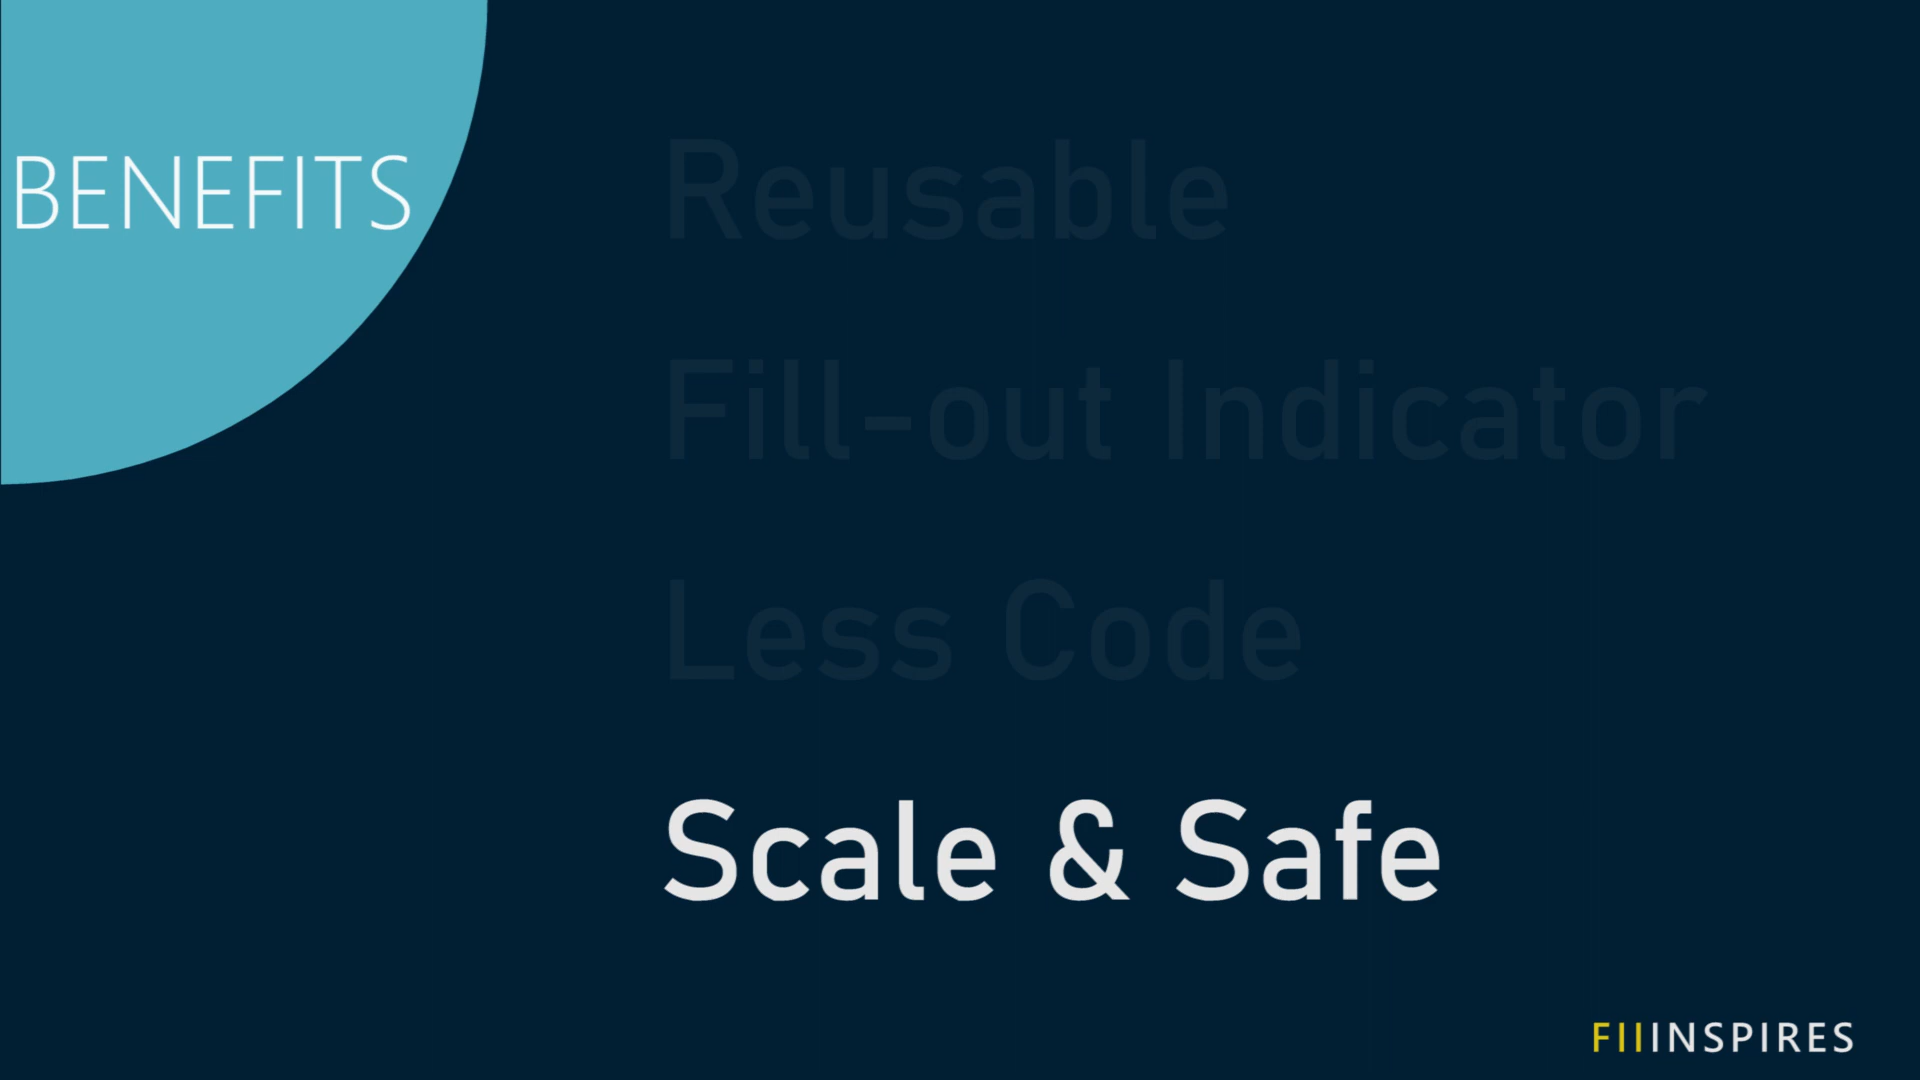 BENEFITS
Reusable
Fill-out Indicator
Less Code
Scale & Safe
FIIINSPIRES